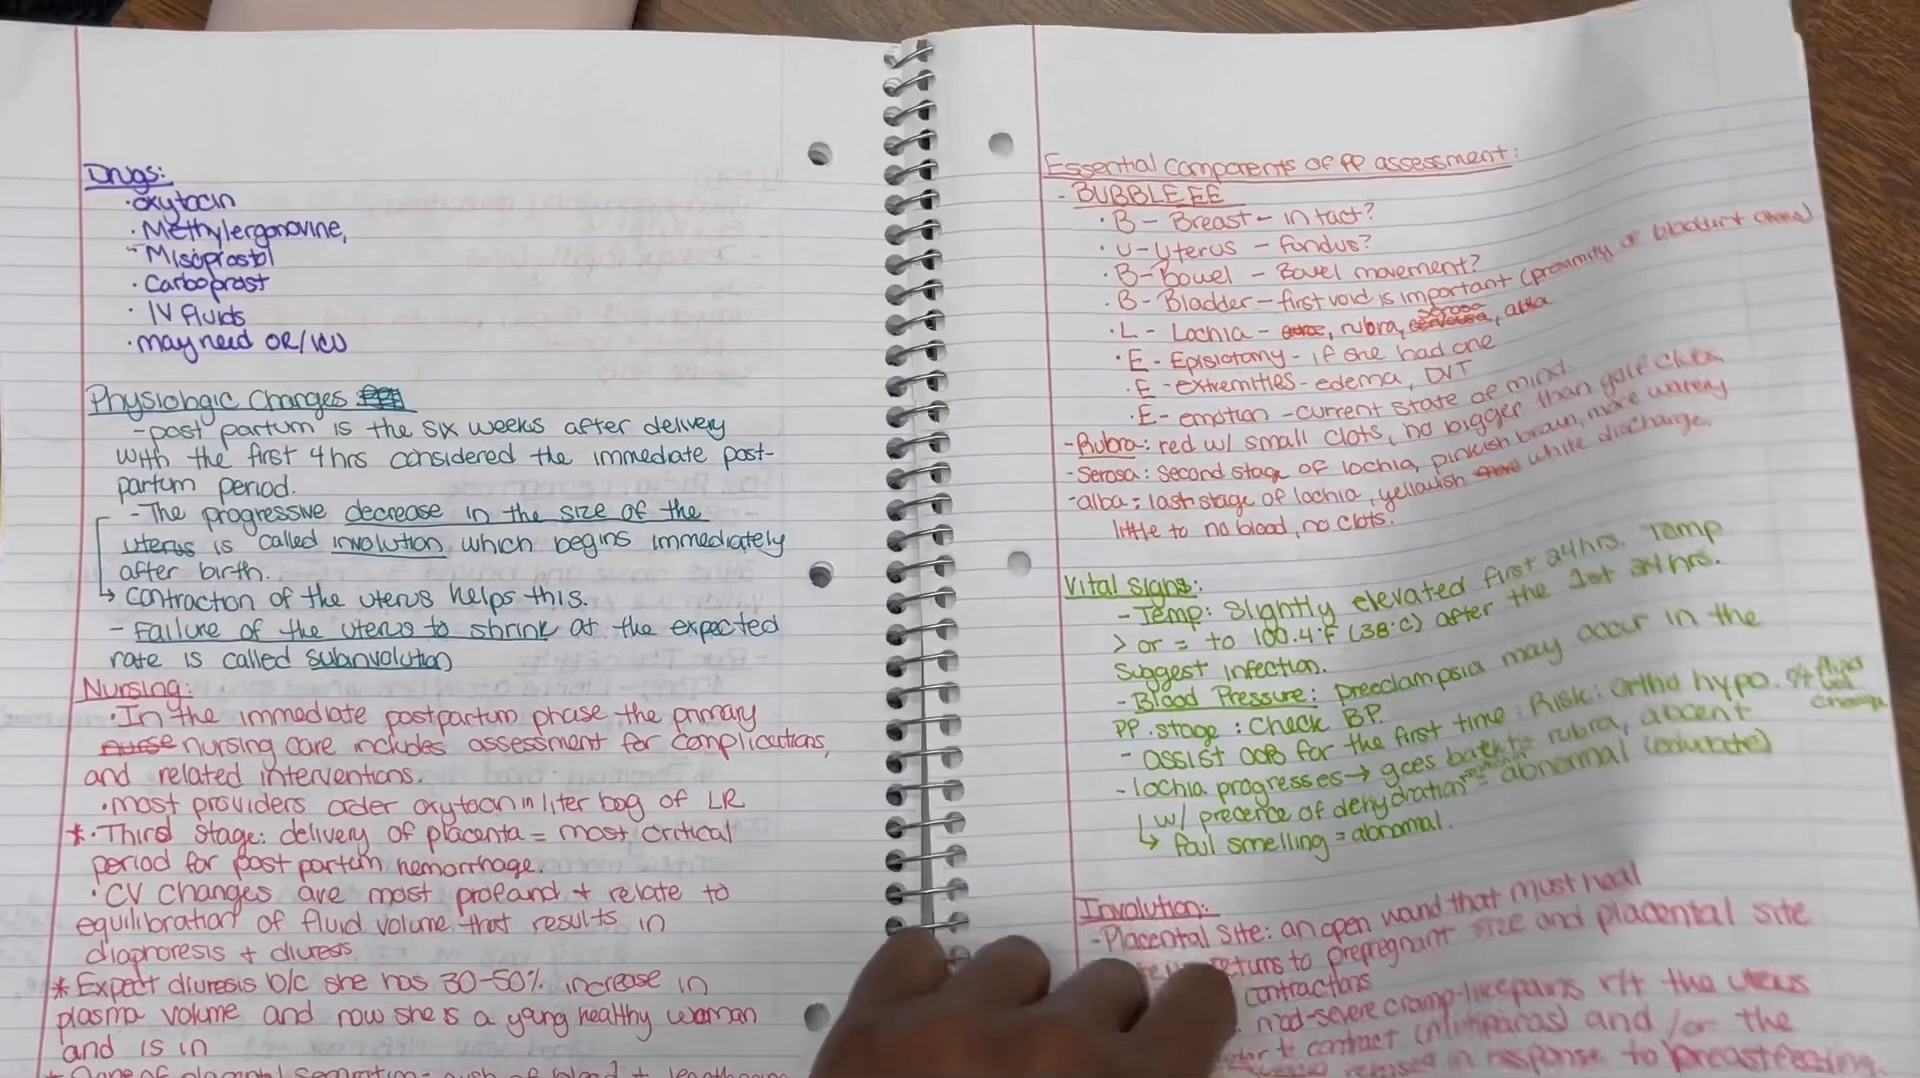 Drugs:
·oxytocin
·Methylergonovine,
-Misoprostol
·Carboprost
·IV fluids
·may need OR/ICU
Physiologic Changes
-post partum is the six weeks after delivery
with the first 4hrs considered the immediate post-
partum period.
-The progressive decrease in the size of the
uterus is called involution which begins immediately
after birth.
↳ contraction of the uterus helps this.
- Failure of the uterus to shrink at the expected
rate is called subinvolution
Nursing:
·In the immediate postpartum phase the primary
nurse nursing care includes assessment for complications,
and related interventions.
·most providers order oxytocin in liter bag of LR
*·Third stage: delivery of placenta = most critical
period for post partum hemorrhage.
·CV changes are most profound + relate to
equilibration of fluid volume that results in
diaphoresis + diuresis.
*Expect diuresis b/c she has 30-50% increase in
plasma volume and now she is a young healthy woman
and is in
Essential components of PP assessment:
- BUBBLE EE
·B - Breast - intact?
·U - Uterus - fundus?
·B - Bowel - Bowel movement?
·B - Bladder - first void is important (proximity of bladder + 
·L - Lochia - rubra, serosa, alba
·E - Episiotomy - if she had one
·E - extremities - edema, DVT
·E - emotion - current state of mind.
-Rubra: red w/ small clots, no bigger than golf clots,
-Serosa: second stage of lochia, pinkish brown, more watery
-alba: last stage of lochia, yellowish white discharge,
little to no blood, no clots.
Vital Signs:
-Temp: slightly elevated first 24hrs. Temp
> or = to 100.4°F (38°C) after the 1st 24hrs.
suggest infection.
- Blood Pressure: preeclampsia may occur in the
PP. stage: check BP.
- assist OOB for the first time: Risk: ortho hypo. r/t fluid vol change
- lochia progresses → goes back to rubra, abcent
w/ precence of dehydration = abnormal
↳ foul smelling = abnormal.
Involution:
-Placental site: an open wound that must heal
returns to prepregnant size and placental site
contractions
mod-severe cramp-like pains r/t the uterus
to contract (multiparas) and /or the
released in response to breastfeeding.